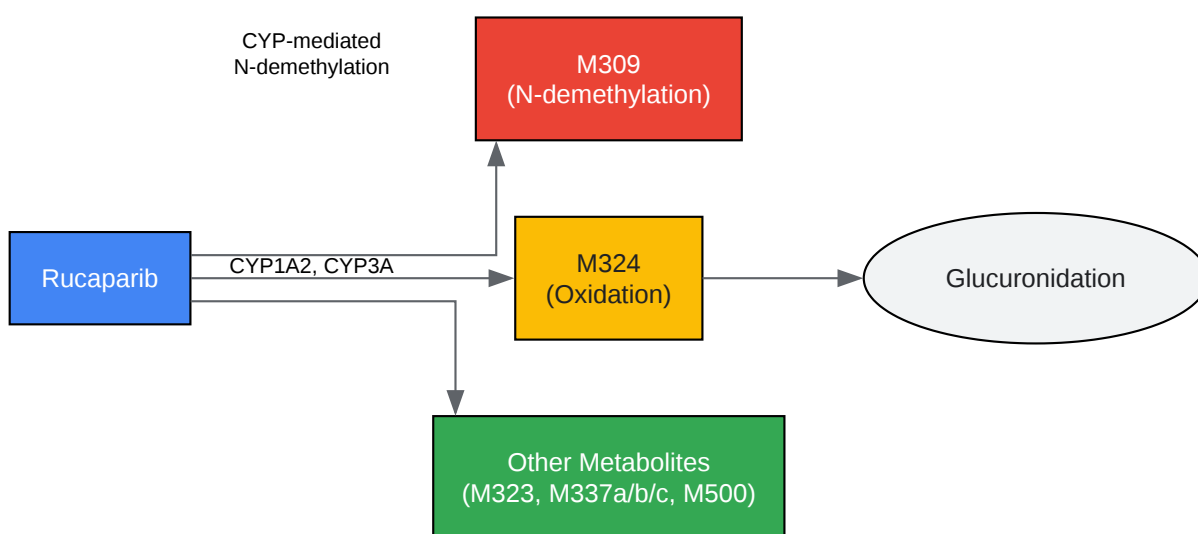 CYP-mediated
N-demethylation
M309
(N-demethylation)
Rucaparib
CYP1A2, CYP3A
M324
(Oxidation)
Glucuronidation
Other Metabolites
(M323, M337a/b/c, M500)